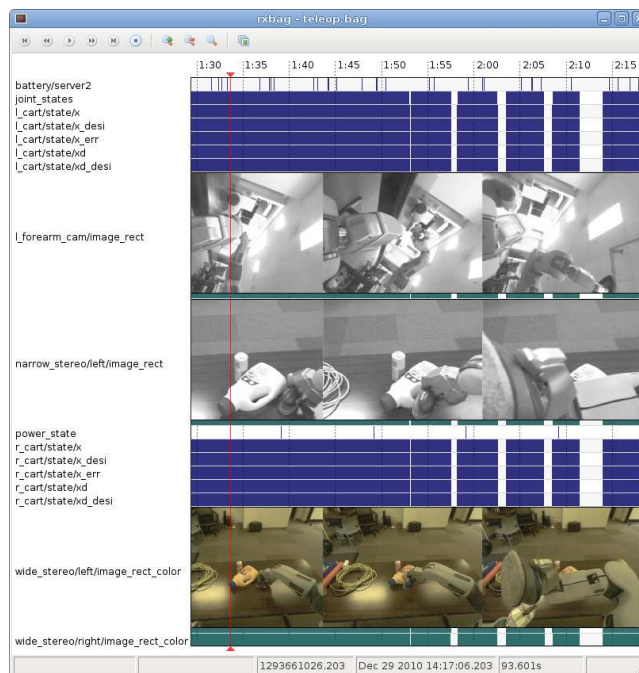 rxbag - teleop.bag
1:30 1:35 1:40 1:45 1:50 1:55 2:00 2:05 2:10 2:15
battery/server2
joint_states
l_cart/state/x
l_cart/state/x_desi
l_cart/state/x_err
l_cart/state/xd
l_cart/state/xd_desi
l_forearm_cam/image_rect
narrow_stereo/left/image_rect
power_state
r_cart/state/x
r_cart/state/x_desi
r_cart/state/x_err
r_cart/state/xd
r_cart/state/xd_desi
wide_stereo/left/image_rect_color
wide_stereo/right/image_rect_color
1293661026.203 Dec 29 2010 14:17:06.203 93.601s